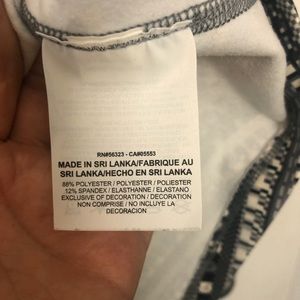 RN#56323 - CA#05553
MADE IN SRI LANKA/FABRIQUE AU
SRI LANKA/HECHO EN SRI LANKA
88% POLYESTER / POLYESTER / POLIESTER
12% SPANDEX / ELASTHANNE / ELASTANO
EXCLUSIVE OF DECORATION / DECORATION
NON COMPRISE / NO INCLUYE LA
DECORACION